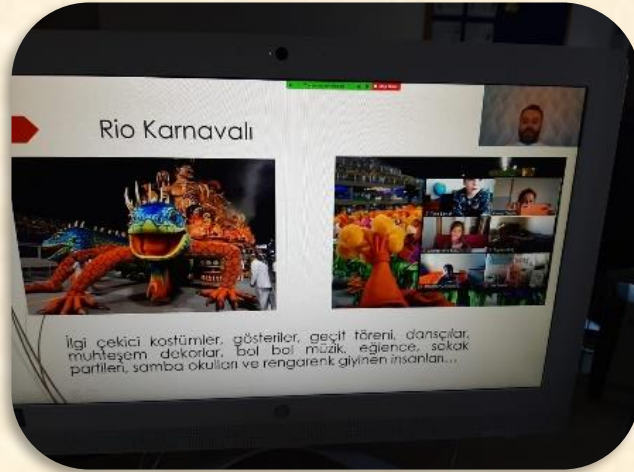 Rio Karnavalı
İlgi çekici kostümler, gösteriler, geçit töreni, dansçılar,
muhteşem dekorlar, bol bol müzik, eğlence, sokak
partileri, samba okulları ve rengarenk giyinen insanları...